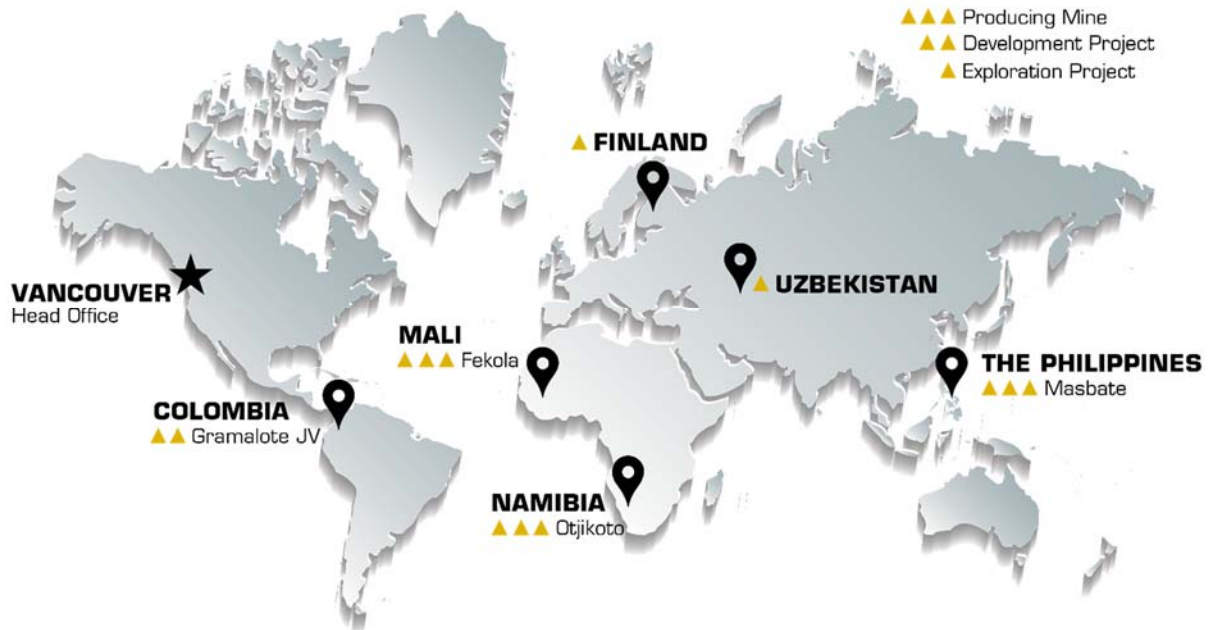 ▲▲▲ Producing Mine
▲▲ Development Project
▲ Exploration Project
▲ FINLAND
▲ UZBEKISTAN
VANCOUVER
Head Office
MALI
▲▲▲ Fekola
THE PHILIPPINES
▲▲▲ Masbate
COLOMBIA
▲▲ Gramalote JV
NAMIBIA
▲▲▲ Otjikoto